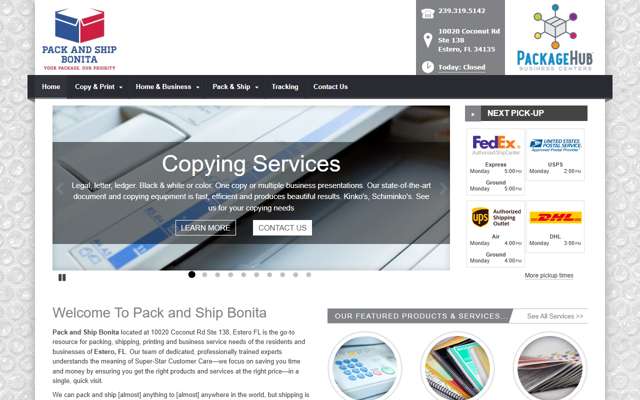 PACK AND SHIP
BONITA
YOUR PACKAGE. OUR PRIORITY
239.319.5142
10020 Coconut Rd
Ste 138
Estero, FL 34135
Today: Closed
PACKAGEHUB
BUSINESS CENTERS
Home Copy & Print Home & Business Pack & Ship Tracking Contact Us
Copying Services
Legal, letter, ledger. Black & white or color. One copy or multiple business presentations. Our state-of-the-art
document and copying equipment is fast, efficient and produces beautiful results. Kinko's, Schminko's. See
us for your copying needs
LEARN MORE CONTACT US
NEXT PICK-UP
FedEx
Authorized ShipCenter
Express
Monday 5:00PM
Ground
Monday 5:00PM
UNITED STATES
POSTAL SERVICE
Approved Postal Provider
USPS
Monday 2:00PM
ups Authorized
Shipping
Outlet
Air
Monday 4:00PM
Ground
Monday 4:00PM
DHL
DHL
Monday 3:00PM
More pickup times
Welcome To Pack and Ship Bonita
Pack and Ship Bonita located at 10020 Coconut Rd Ste 138, Estero FL is the go-to
resource for packing, shipping, printing and business service needs of the residents and
businesses of Estero, FL. Our team of dedicated, professionally trained experts
understands the meaning of Super-Star Customer Care—we focus on saving you time
and money by ensuring you get the right products and services at the right price—in a
single, quick visit.
We can pack and ship [almost] anything to [almost] anywhere in the world, but shipping is
OUR FEATURED PRODUCTS & SERVICES...
See All Services >>